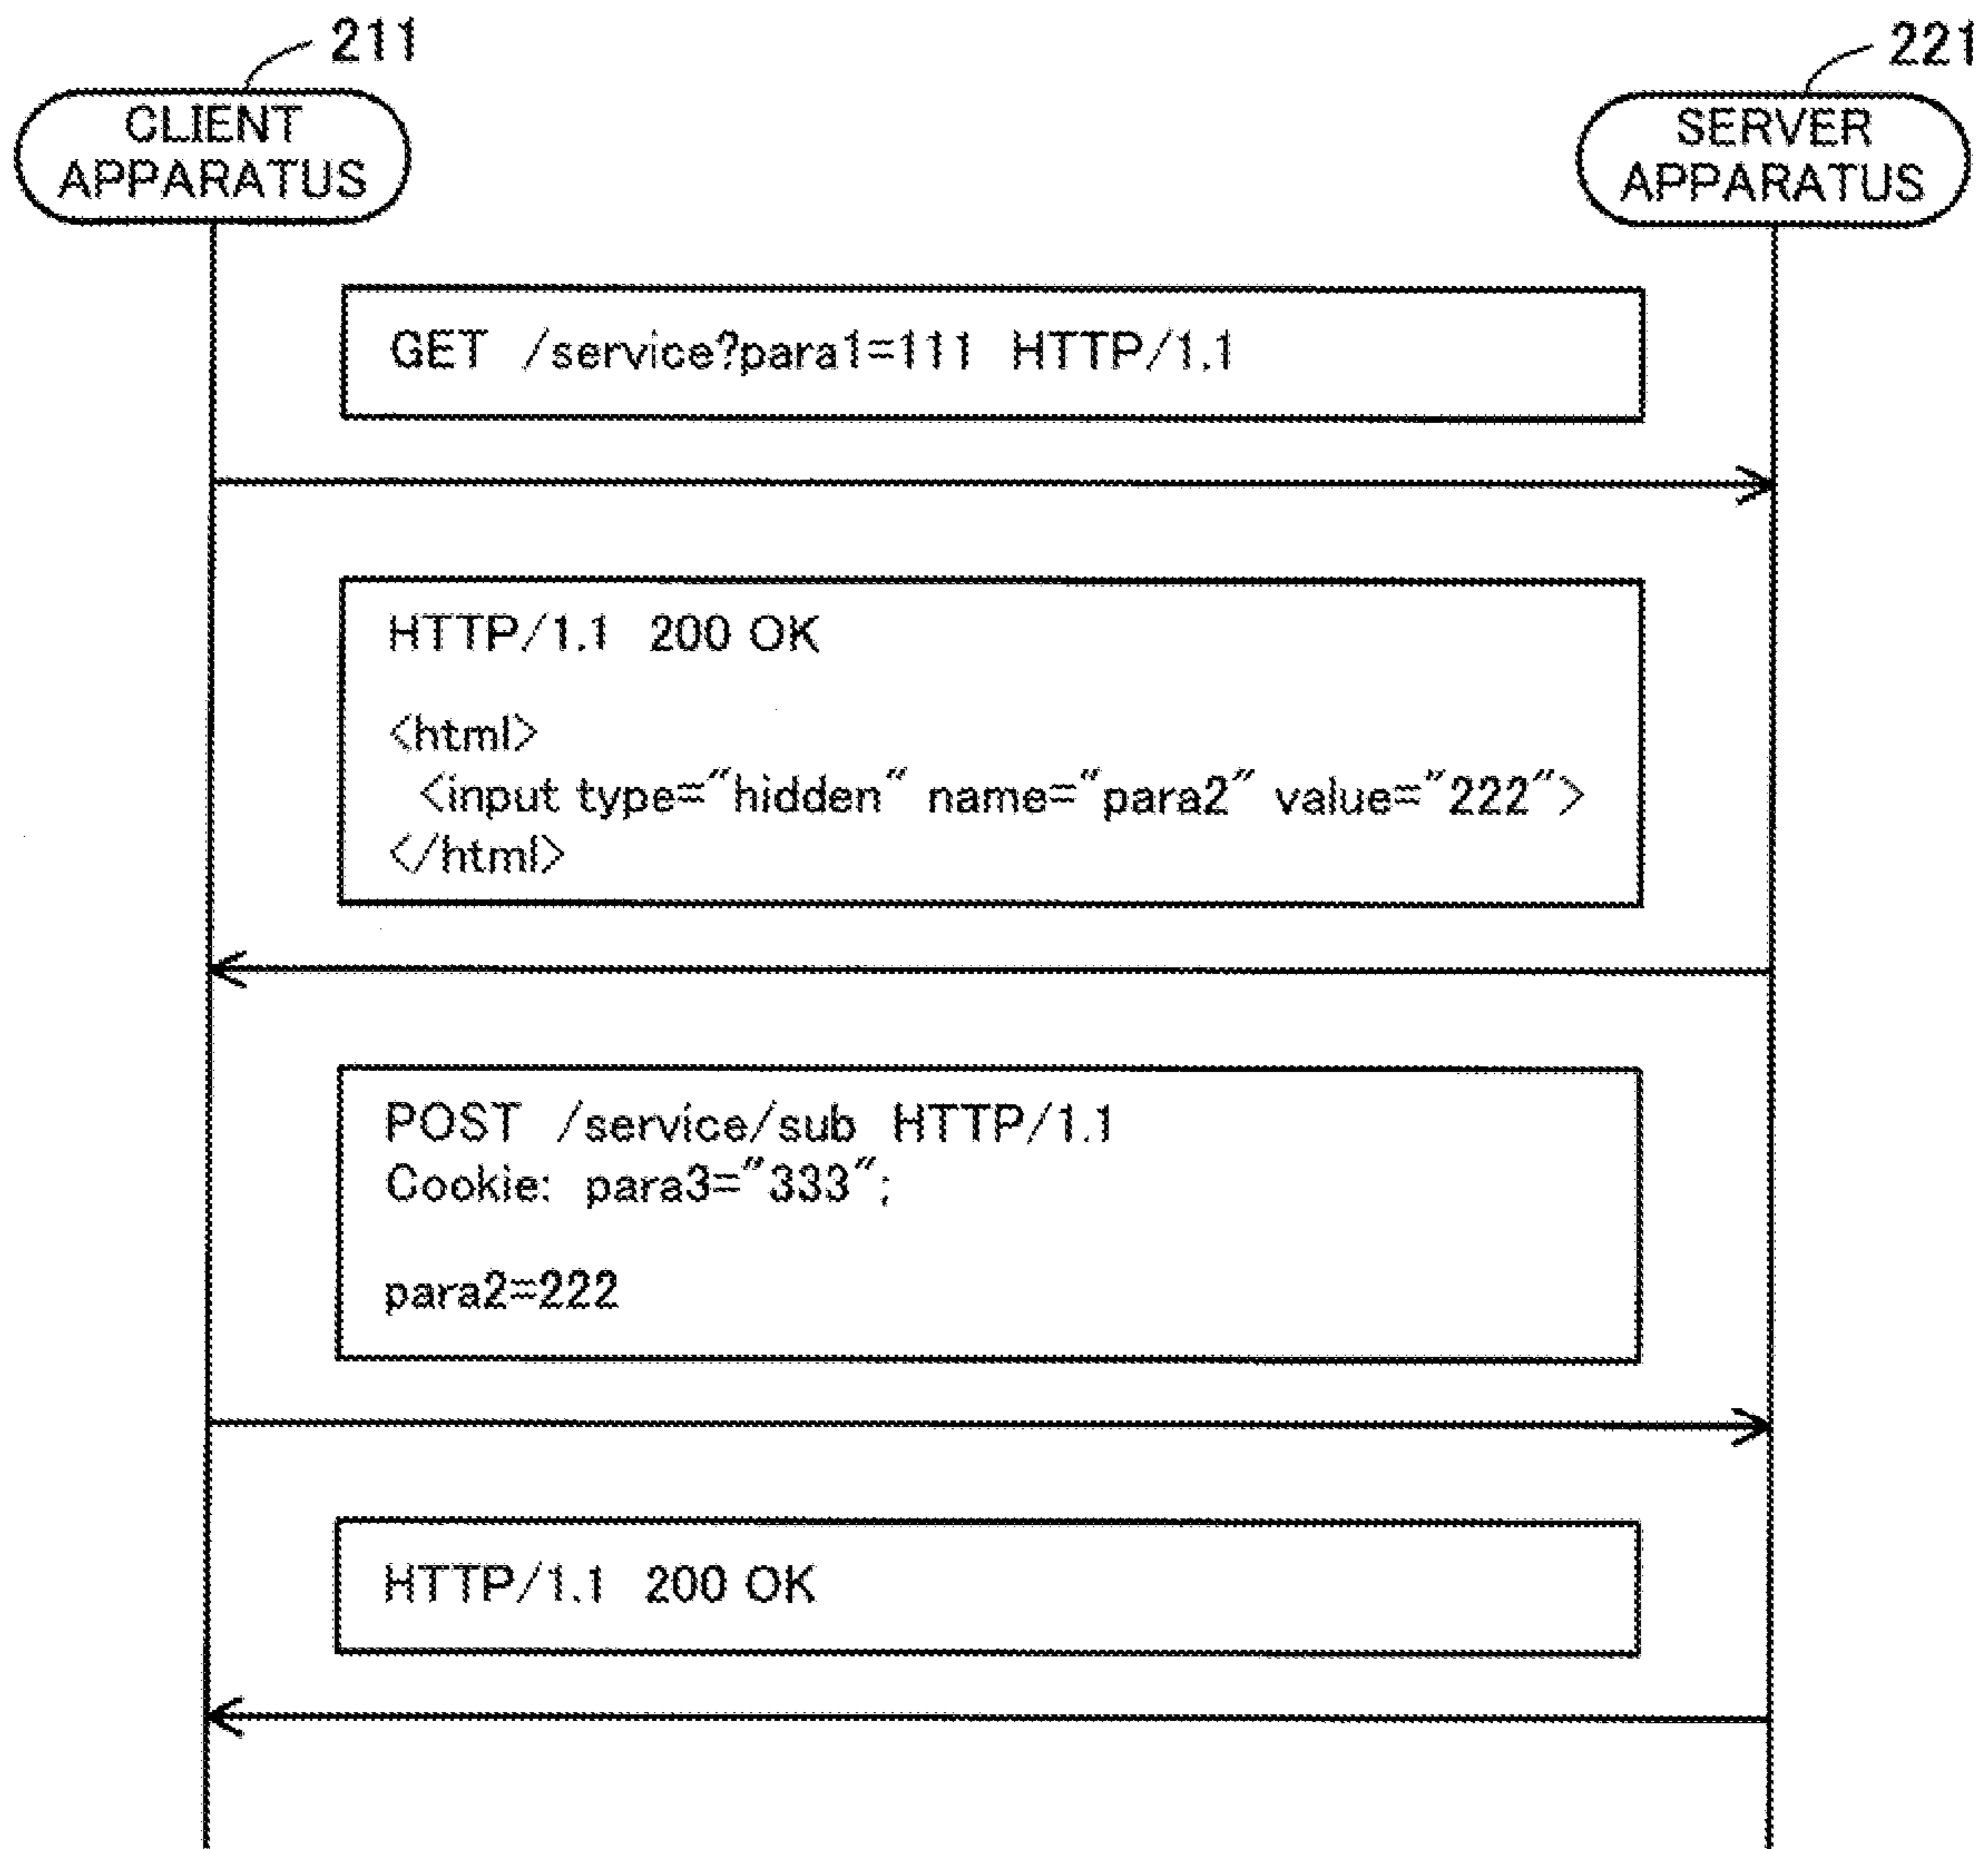 211
221
CLIENT
APPARATUS
SERVER
APPARATUS
GET /service?para1=111 HTTP/1.1
HTTP/1.1 200 OK
<html>
<input type="hidden" name="para2" value="222">
</html>
POST /service/sub HTTP/1.1
Cookie: para3="333";
para2=222
HTTP/1.1 200 OK